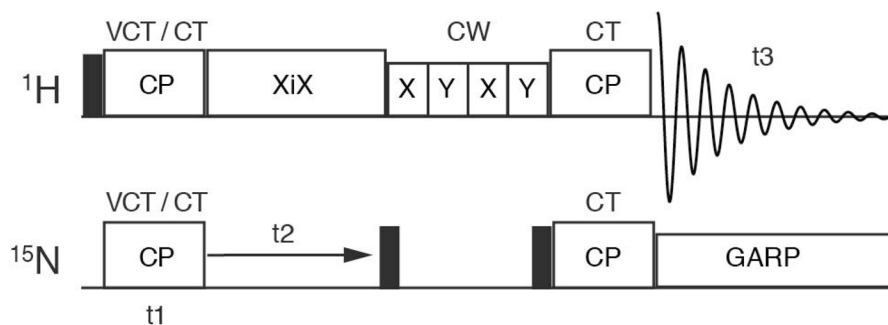 VCT / CT CW CT
¹H CP XiX X Y X Y CP t3
VCT / CT CT
¹⁵N CP t2 CP GARP
t1